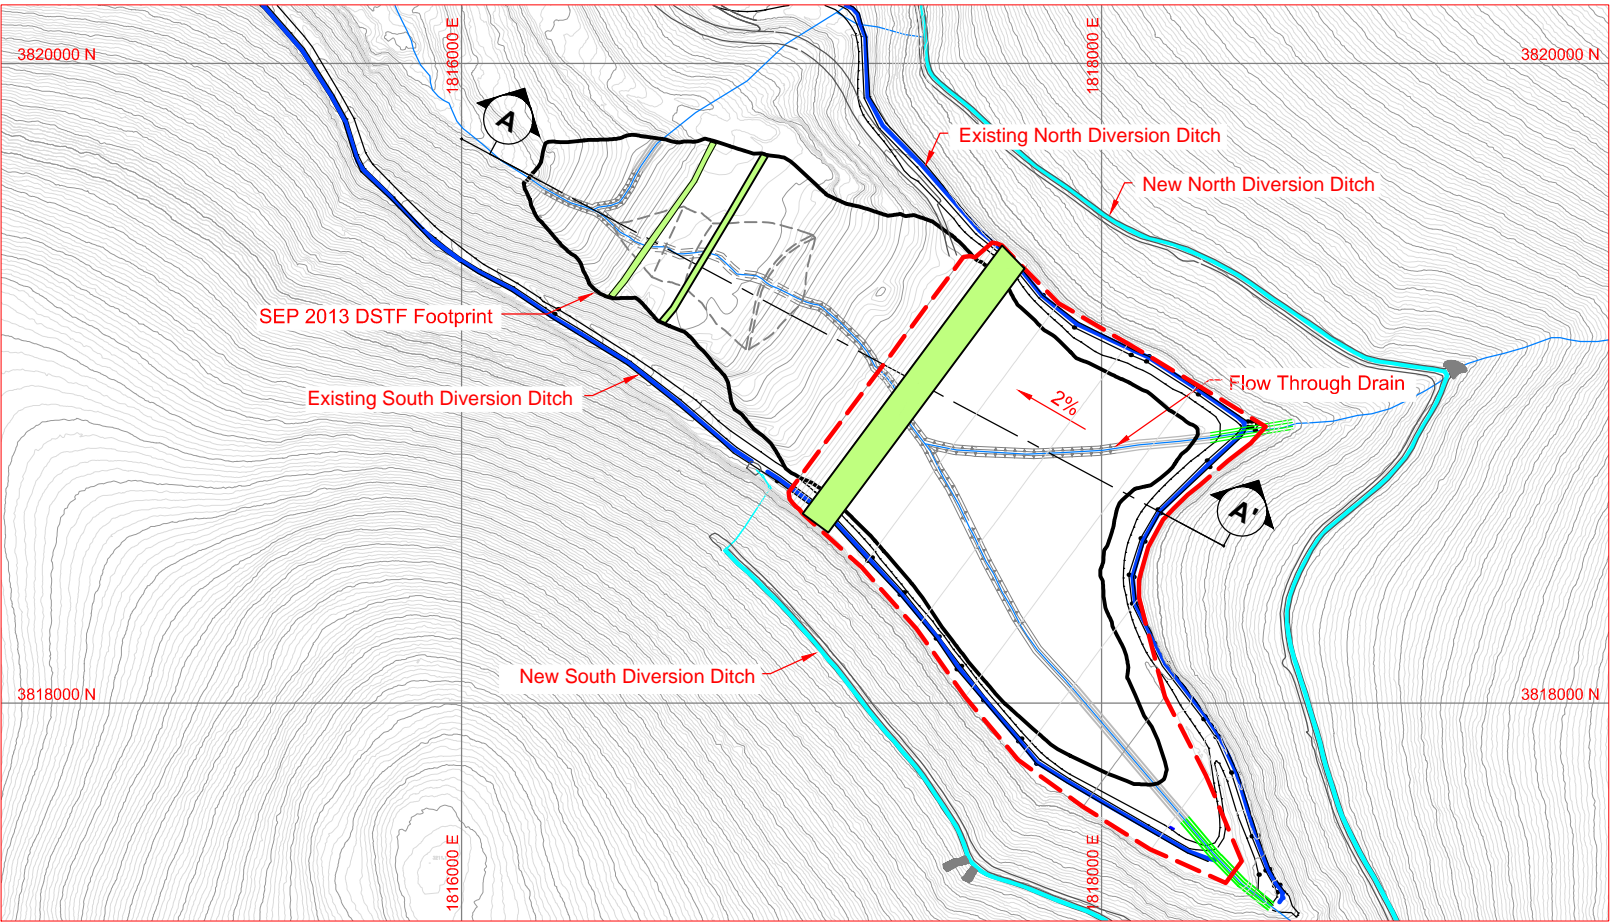 1816000 E
1818000 E
3820000 N
3820000 N
A
Existing North Diversion Ditch
New North Diversion Ditch
SEP 2013 DSTF Footprint
Existing South Diversion Ditch
2%
Flow Through Drain
A'
New South Diversion Ditch
3818000 N
3818000 N
1816000 E
1818000 E